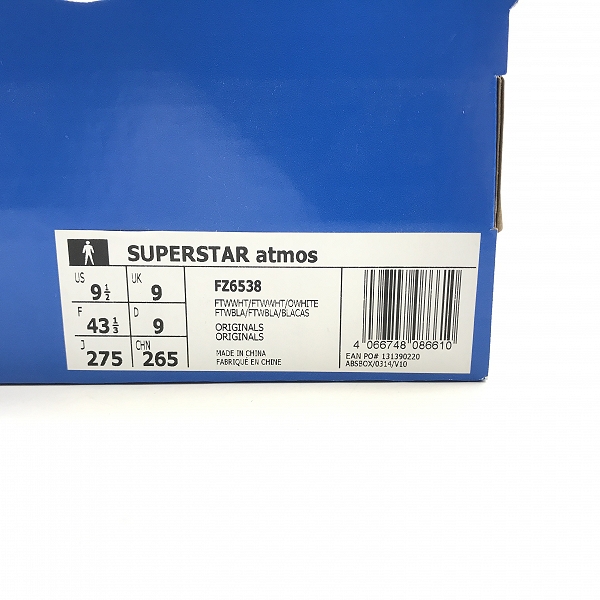 SUPERSTAR atmos
US 9 1/2 UK 9
F 43 1/3 D 9
J 275 CHN 265
FZ6538
FTWWHT/FTWWHT/OWHITE
FTWBLA/FTWBLA/BLACAS
ORIGINALS
ORIGINALS
MADE IN CHINA
FABRIQUÉ EN CHINE
4 066748 086610
EAN PO# 131390220
ABSBOX/0314/V10